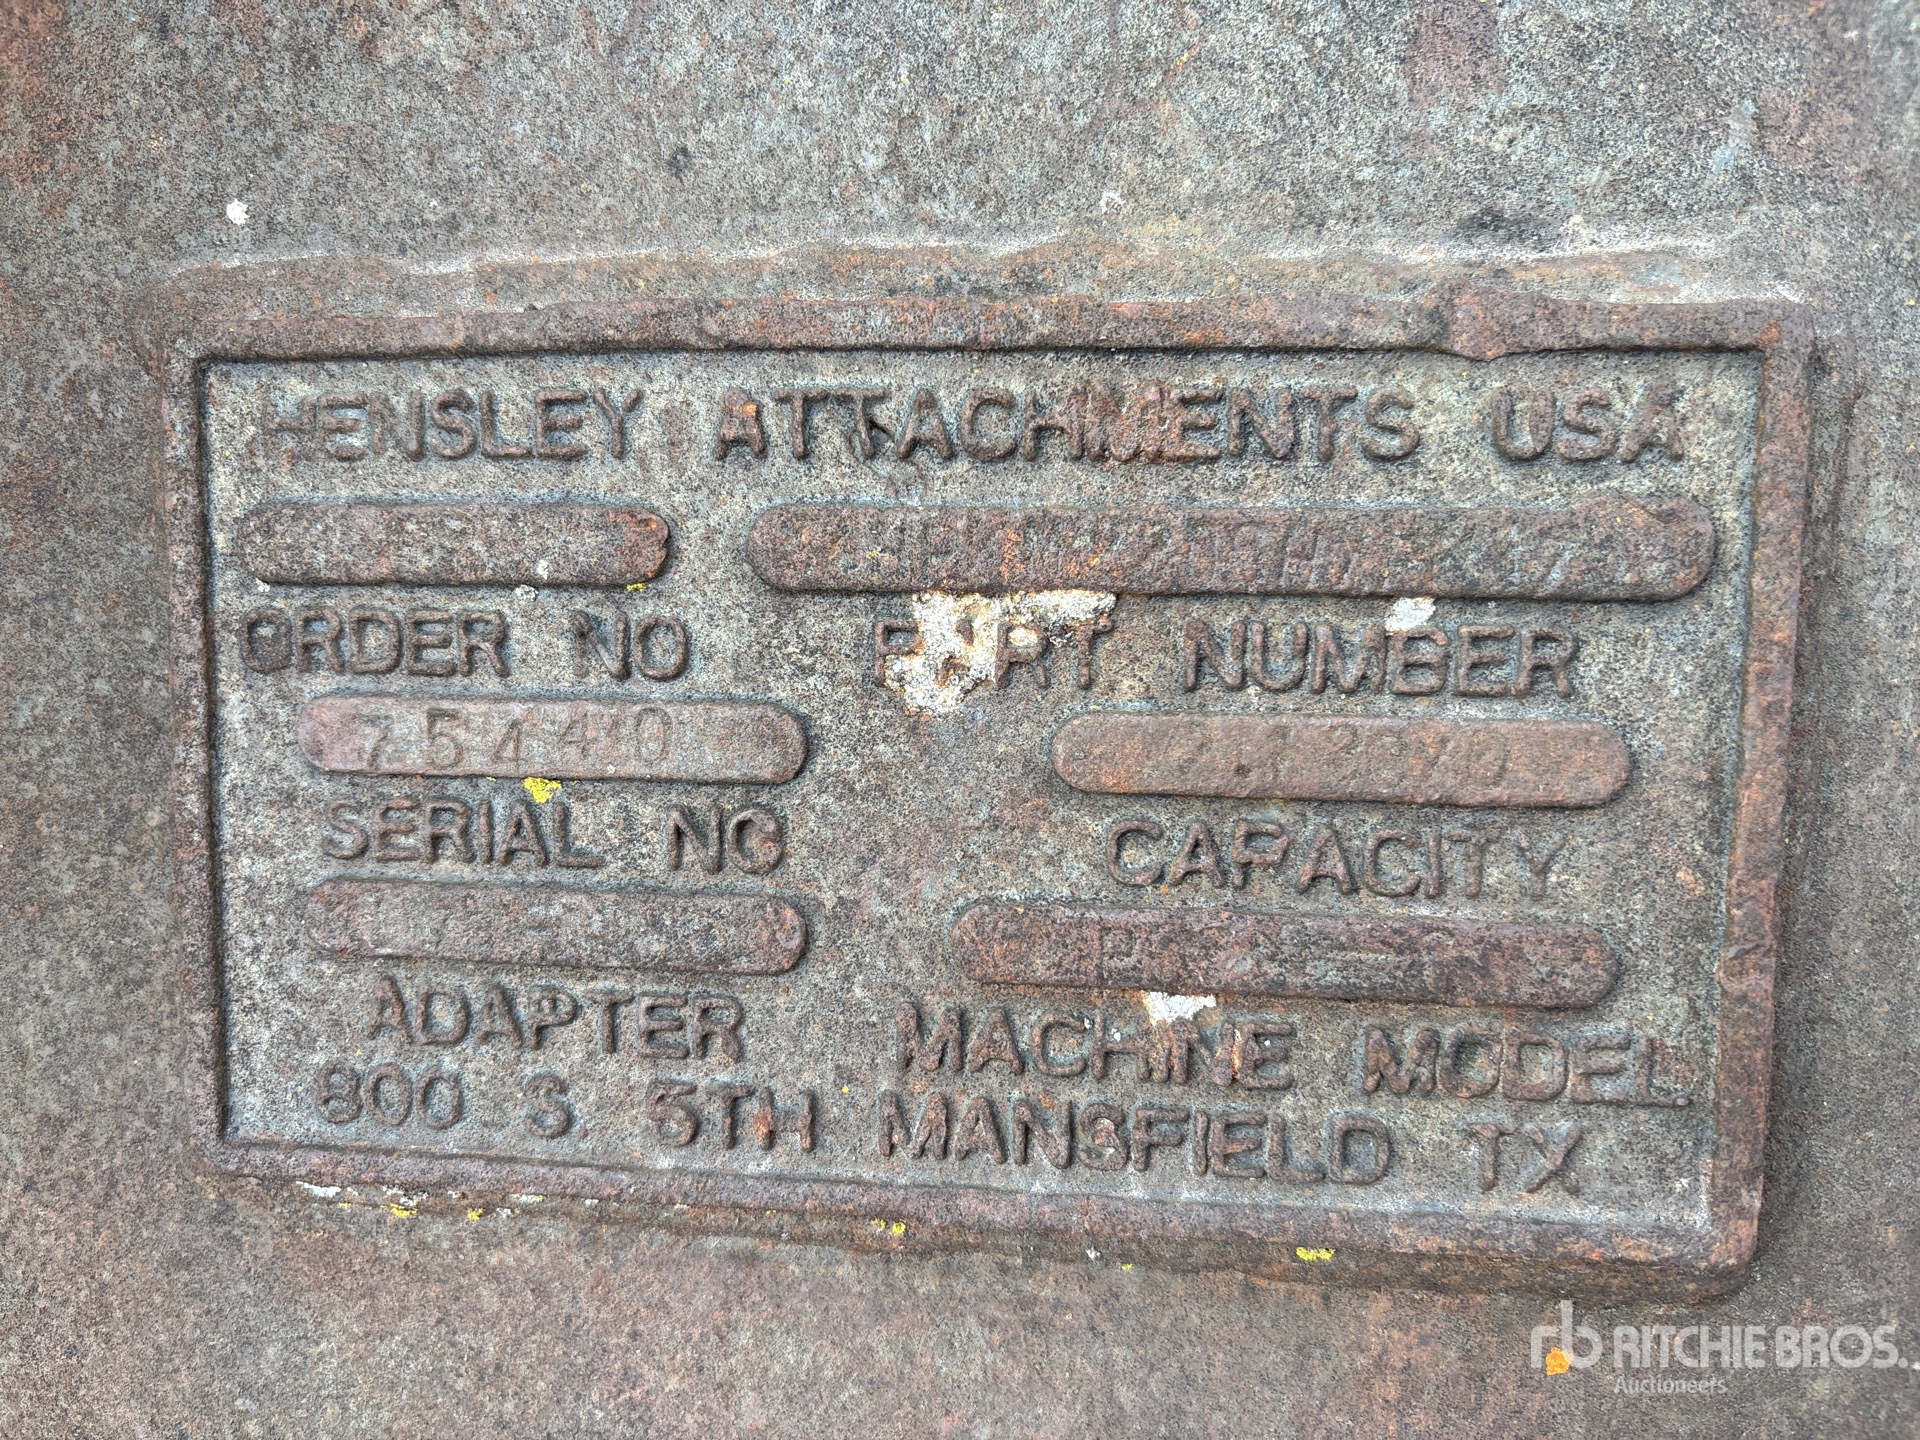 HENSLEY ATTACHMENTS USA
ORDER NO PART NUMBER
75440
SERIAL NO CAPACITY
ADAPTER MACHINE MODEL
800 S. 5TH MANSFIELD TX
rb RITCHIE BROS.
Auctioneers